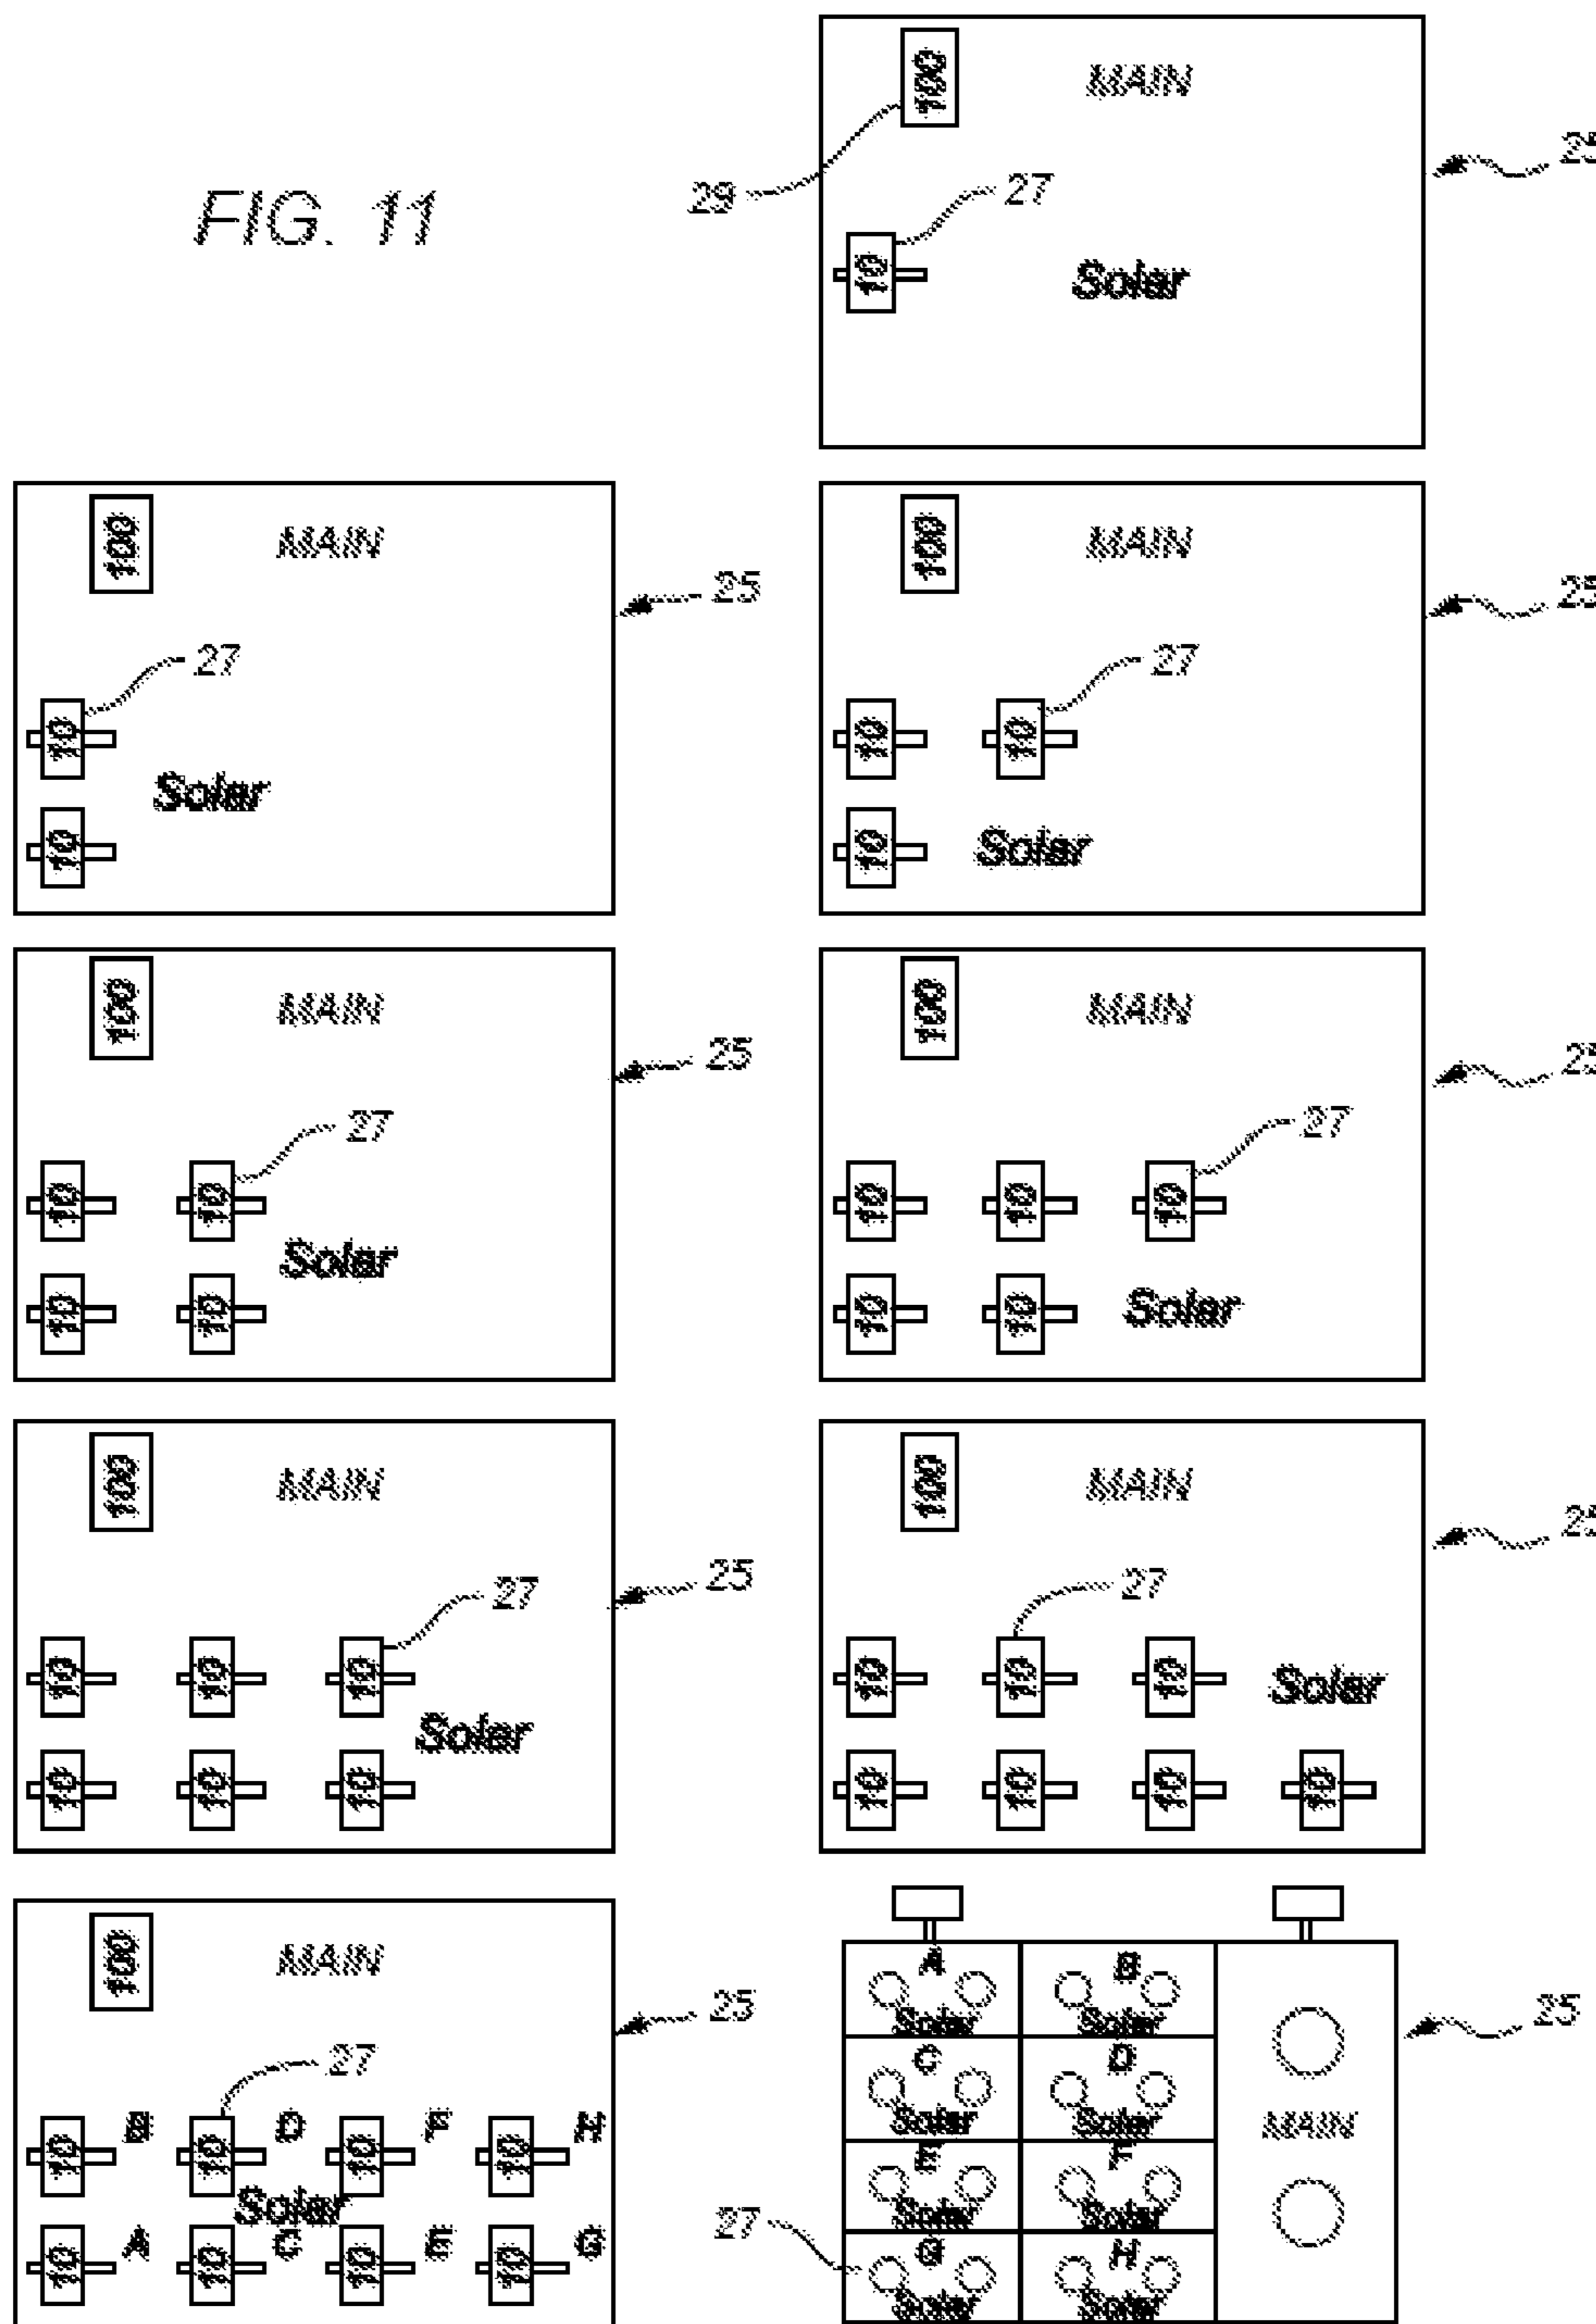 100 MAIN 25
FIG. 11
29 27
10 Solar
100 MAIN 25
27
10
Solar
10
100 MAIN 25
27
10 10
10 Solar
100 MAIN 25
27
10 10
Solar
10 10
100 MAIN 25
27
10 10 10
10 10 Solar
100 MAIN 25
27
10 10 10
Solar
10 10 10
100 MAIN 25
27
10 10 10 Solar
10 10 10 10
100 MAIN 25
27
10 B 10 D 10 F 10 H
Solar
10 A 10 C 10 E 10 G
A B
Solar Solar 25
C D
Solar Solar MAIN
E F
Solar Solar
27
G H
Solar Solar